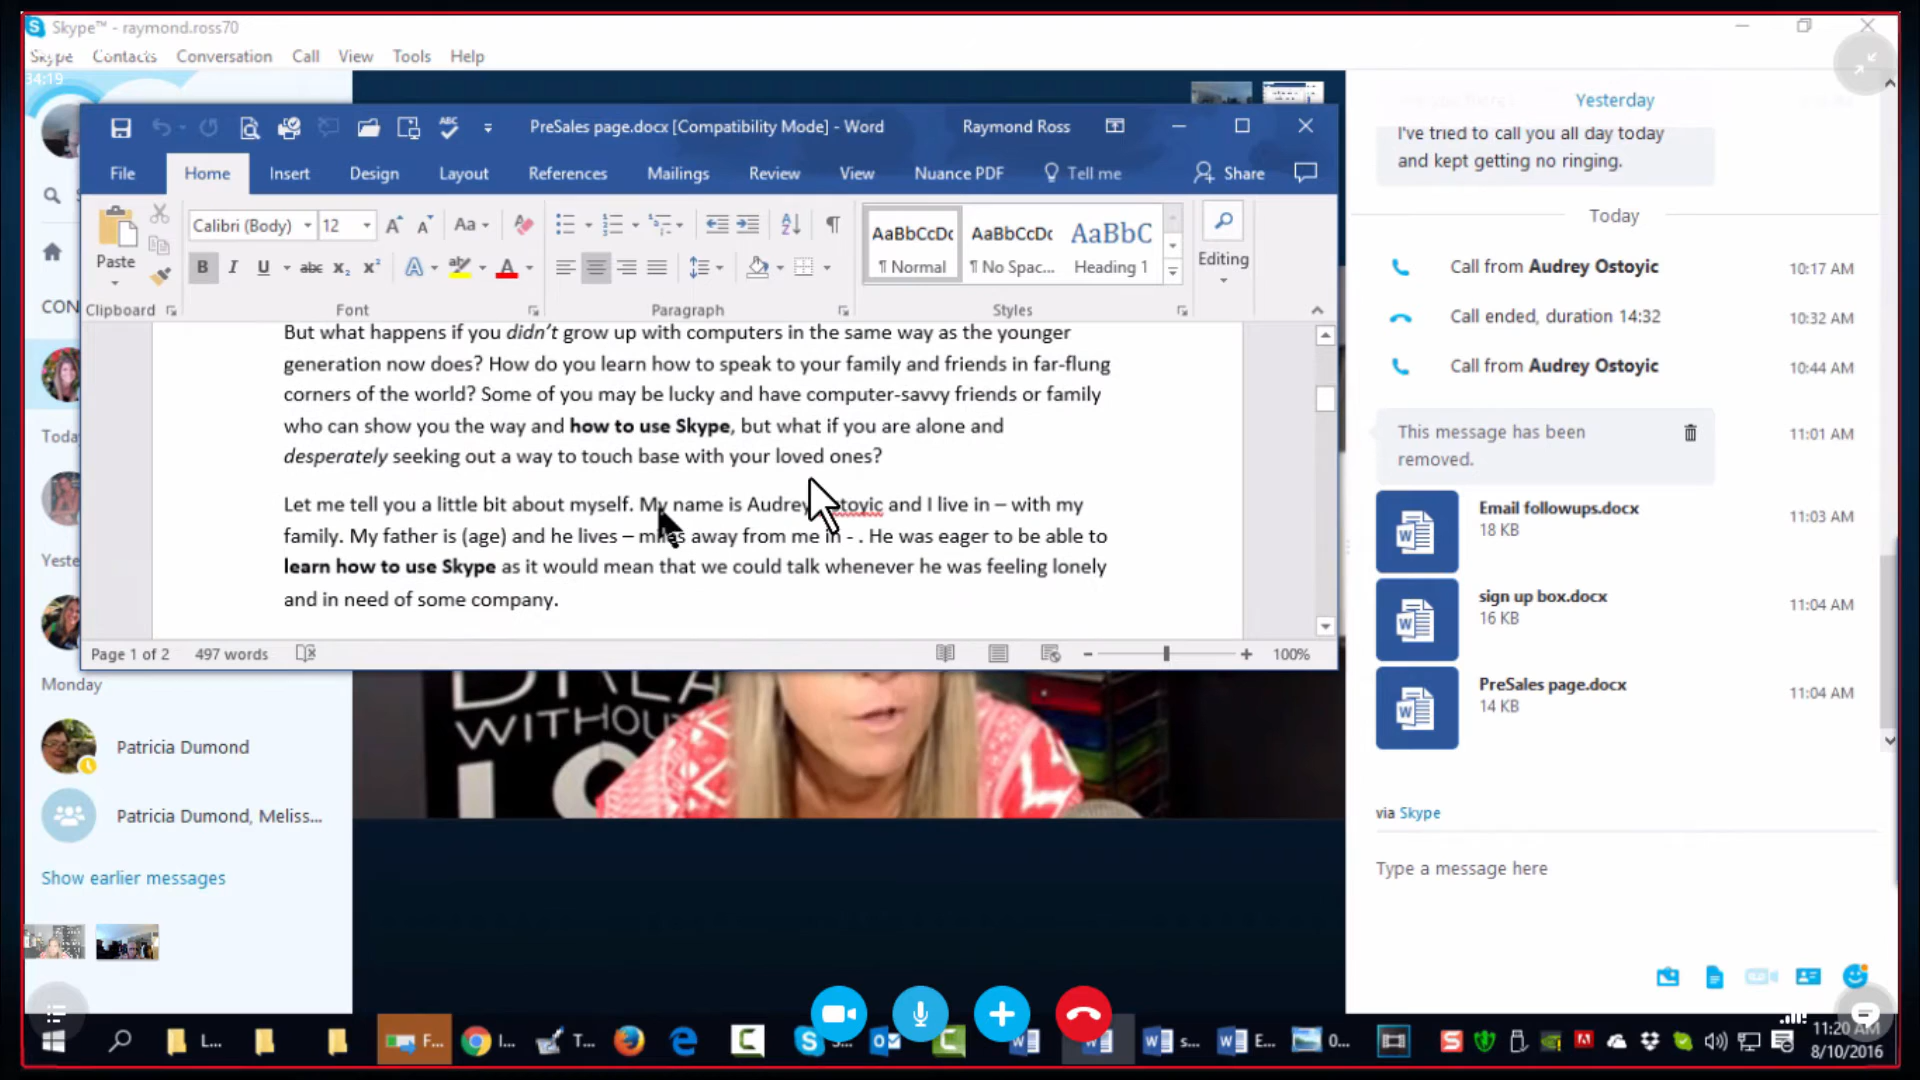 Skype™ - raymond.ross70
Skype Contacts Conversation Call View Tools Help
34:19
PreSales page.docx [Compatibility Mode] - Word
Raymond Ross
File Home Insert Design Layout References Mailings Review View Nuance PDF Tell me Share
Paste
Calibri (Body) 12
Aa
B I U abc x₂ x² A A
AaBbCcDc AaBbCcDc AaBbC
¶ Normal ¶ No Spac... Heading 1
Editing
Clipboard Font Paragraph Styles
But what happens if you didn't grow up with computers in the same way as the younger
generation now does? How do you learn how to speak to your family and friends in far-flung
corners of the world? Some of you may be lucky and have computer-savvy friends or family
who can show you the way and how to use Skype, but what if you are alone and
desperately seeking out a way to touch base with your loved ones?
Let me tell you a little bit about myself. My name is Audrey toyic and I live in – with my
family. My father is (age) and he lives – miles away from me in - . He was eager to be able to
learn how to use Skype as it would mean that we could talk whenever he was feeling lonely
and in need of some company.
Page 1 of 2 497 words
100%
CON
Toda
Yeste
Monday
Patricia Dumond
Patricia Dumond, Meliss...
Show earlier messages
WITHOU
LO
Yesterday
I've tried to call you all day today
and kept getting no ringing.
Today
Call from Audrey Ostoyic 10:17 AM
Call ended, duration 14:32 10:32 AM
Call from Audrey Ostoyic 10:44 AM
This message has been
removed.
11:01 AM
Email followups.docx
18 KB
11:03 AM
sign up box.docx
16 KB
11:04 AM
PreSales page.docx
14 KB
11:04 AM
via Skype
Type a message here
L... F... I... T... S... s... E... 0...
11:20 AM
8/10/2016